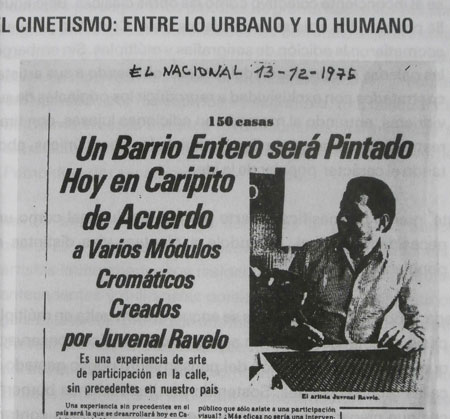 L CINETISMO: ENTRE LO URBANO Y LO HUMANO
EL NACIONAL 13-12-1975
150 casas
Un Barrio Entero será Pintado
Hoy en Caripito
de Acuerdo
a Varios Módulos
Cromáticos
Creados
por Juvenal Ravelo
Es una experiencia de arte
de participación en la calle,
sin precedentes en nuestro país
El artista Juvenal Ravelo.
Una experiencia sin precedentes en el
país será la que se desarrollará hoy en Ca-
público que sólo asiste a una participación
visual? ¿Más eficaz no sería una interven-